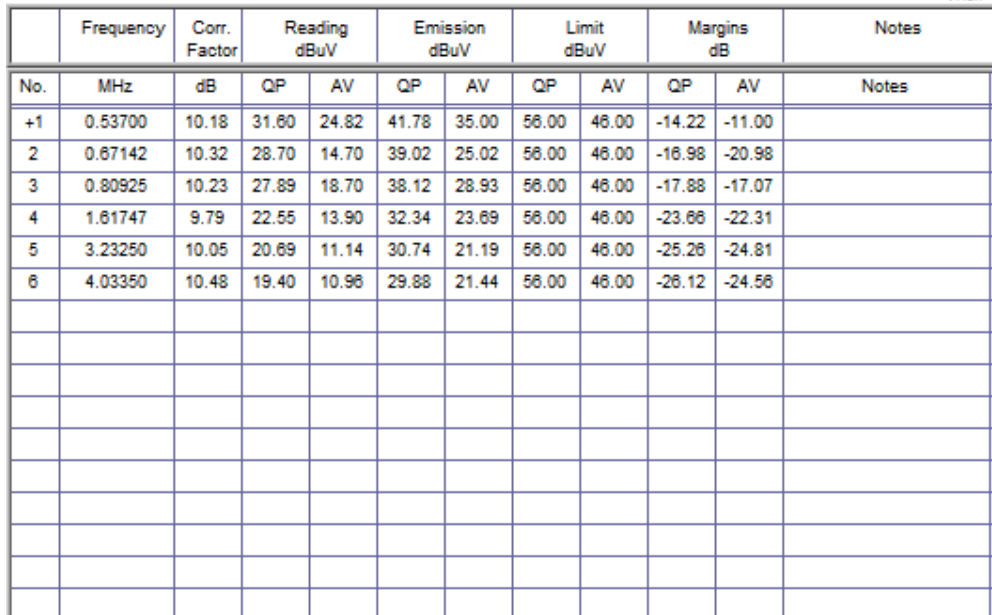 Frequency Corr. Factor Reading dBuV Emission dBuV Limit dBuV Margins dB Notes
No. MHz dB QP AV QP AV QP AV QP AV Notes
+1 0.53700 10.18 31.60 24.82 41.78 35.00 56.00 46.00 -14.22 -11.00
2 0.67142 10.32 28.70 14.70 39.02 25.02 56.00 46.00 -16.98 -20.98
3 0.80925 10.23 27.89 18.70 38.12 28.93 56.00 46.00 -17.88 -17.07
4 1.61747 9.79 22.55 13.90 32.34 23.69 56.00 46.00 -23.66 -22.31
5 3.23250 10.05 20.69 11.14 30.74 21.19 56.00 46.00 -25.26 -24.81
6 4.03350 10.48 19.40 10.96 29.88 21.44 56.00 46.00 -26.12 -24.56